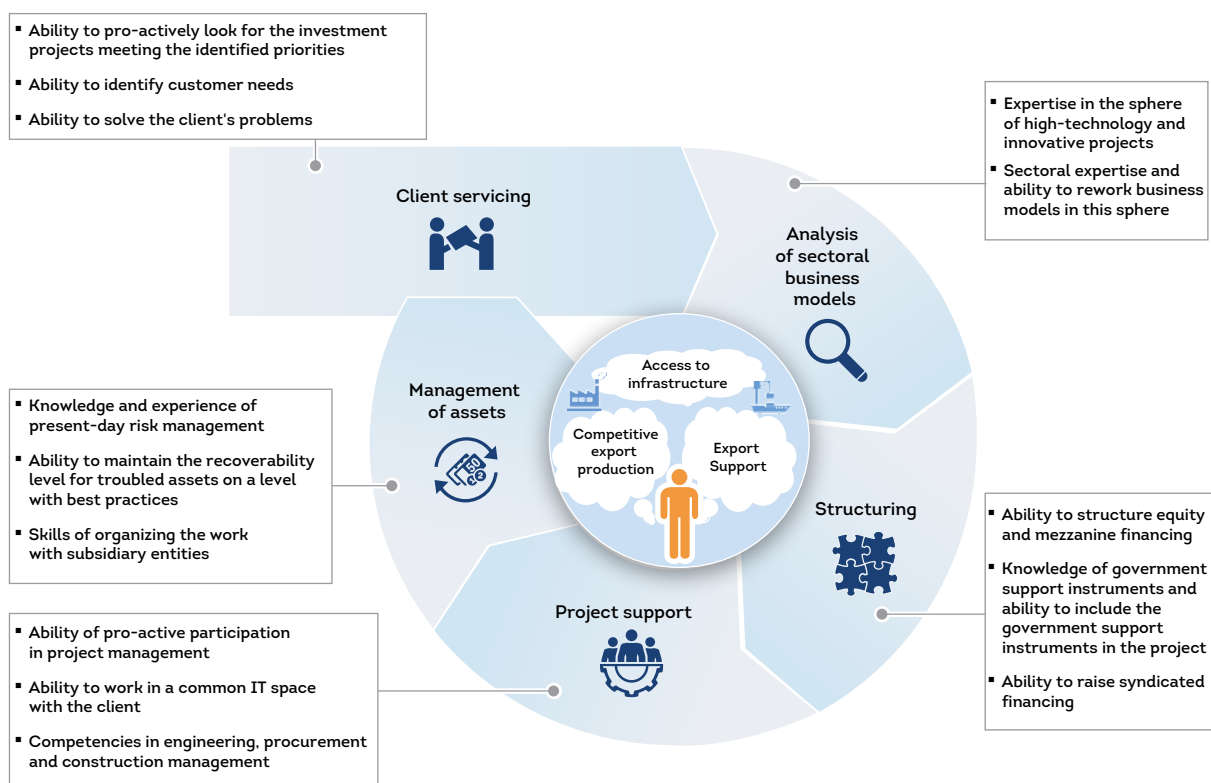 ▪ Ability to pro-actively look for the investment
projects meeting the identified priorities
▪ Ability to identify customer needs
▪ Ability to solve the client's problems
▪ Expertise in the sphere
of high-technology and
innovative projects
▪ Sectoral expertise and
ability to rework business
models in this sphere
Client servicing
Analysis
of sectoral
business
models
Access to
infrastructure
Competitive
export
production
Export
Support
Management
of assets
50
▪ Knowledge and experience of
present-day risk management
▪ Ability to maintain the recoverability
level for troubled assets on a level
with best practices
▪ Skills of organizing the work
with subsidiary entities
Structuring
▪ Ability to structure equity
and mezzanine financing
▪ Knowledge of government
support instruments and
ability to include the
government support
instruments in the project
▪ Ability to raise syndicated
financing
Project support
▪ Ability of pro-active participation
in project management
▪ Ability to work in a common IT space
with the client
▪ Competencies in engineering, procurement
and construction management